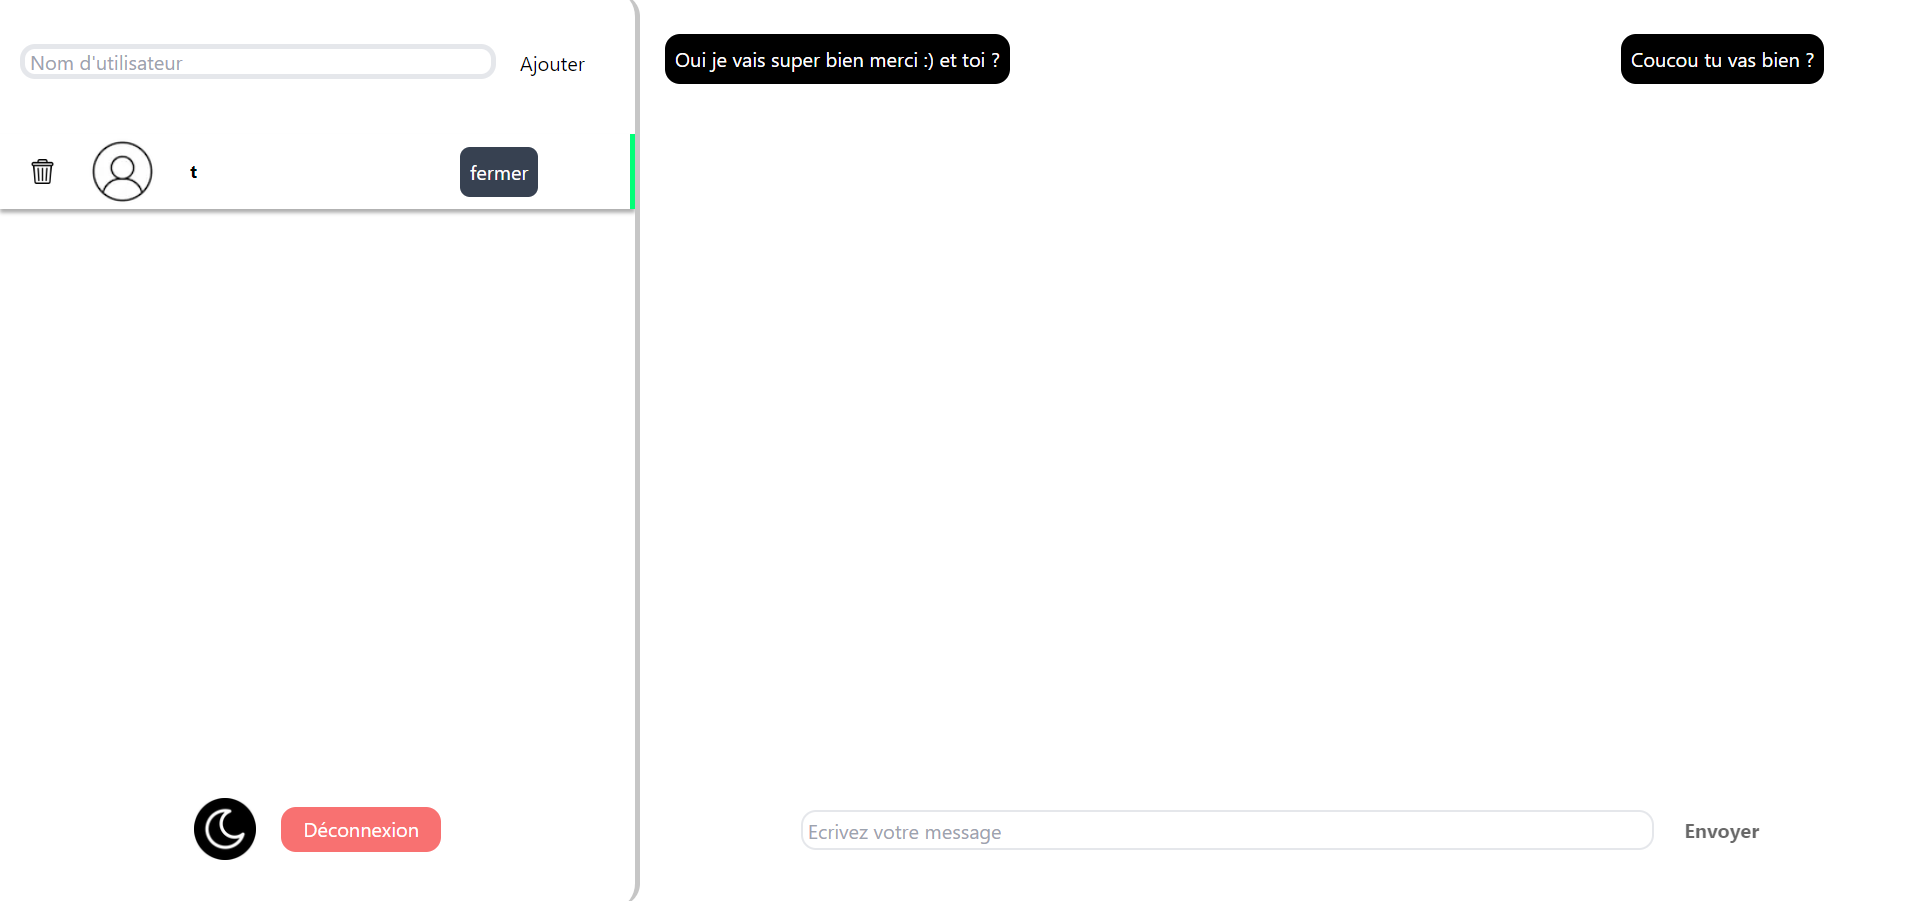 Nom d'utilisateur
Ajouter
t
fermer
Déconnexion
Oui je vais super bien merci :) et toi ?
Coucou tu vas bien ?
Ecrivez votre message
Envoyer